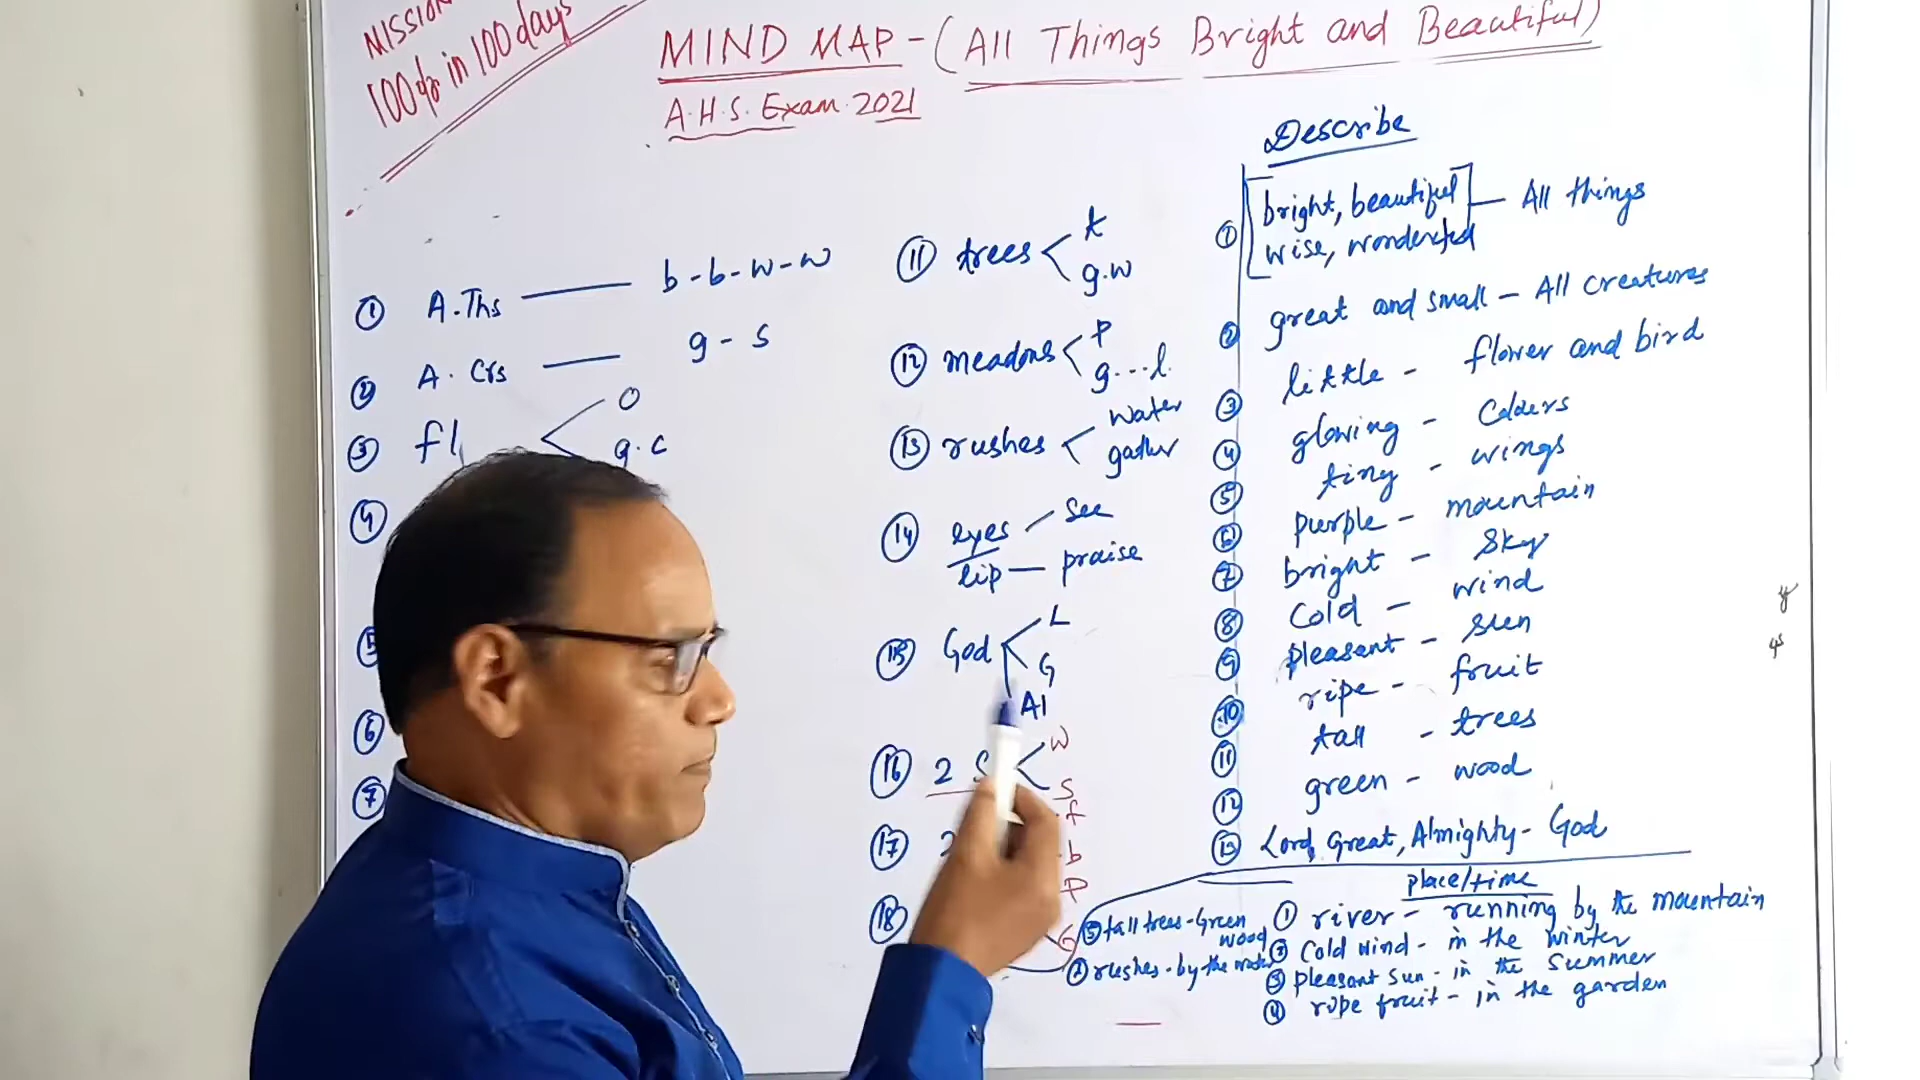 MISSION
100% in 100 days
MIND MAP - (All Things Bright and Beautiful)
A.H.S. Exam. 2021
① A.Ths — b-b-w-w
② A. Crs — g - s
③ fl
O
g.c
④
⑤
⑥
⑦
⑪ trees < t
g.w
⑫ meadows < p
g...l.
⑬ rushes < water
gather
⑭ eyes — see
lip — praise
⑮ God
L
G
Al
⑯ 2 S < w
s
⑰ 2
f
b
⑱
P
G
Describe
① bright, beautiful
wise, wonderful — All things
② great and small — All creatures
③ little - flower and bird
④ glowing - Colours
⑤ tiny - wings
⑥ purple - mountain
⑦ bright - Sky
⑧ Cold - wind
⑨ pleasant - sun
⑩ ripe - fruit
⑪ tall - trees
⑫ green - wood
⑬ Lord, Great, Almighty - God
place/time
① river - running by the mountain
② Cold wind - in the winter
③ pleasant sun - in the summer
④ ripe fruit - in the garden
⑤ tall trees - Green
wood
rushes - by the water